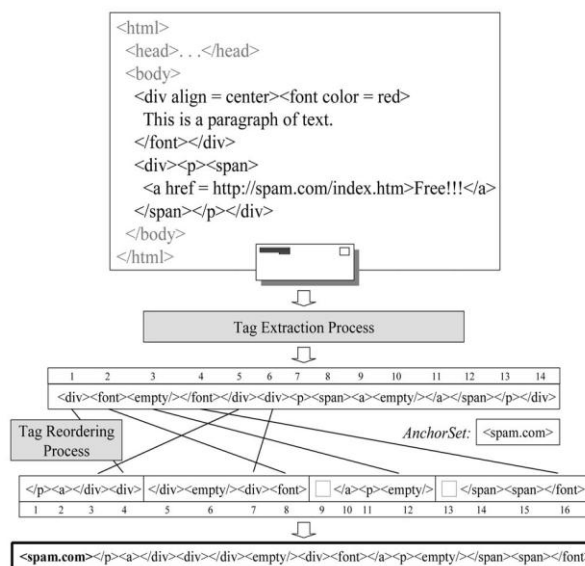 <html>
<head>. . .</head>
<body>
<div align = center><font color = red>
This is a paragraph of text.
</font></div>
<div><p><span>
<a href = http://spam.com/index.htm>Free!!!</a>
</span></p></div>
</body>
</html>
Tag Extraction Process
1 2 3 4 5 6 7 8 9 10 11 12 13 14
<div><font><empty/></font></div><div><p><span><a><empty/></a></span></p></div>
Tag Reordering
Process
AnchorSet: <spam.com>
</p><a></div><div> </div><empty/><div><font> </a><p><empty/> </span><span></font>
1 2 3 4 5 6 7 8 9 10 11 12 13 14 15 16
<spam.com></p><a></div><div></div><empty/><div><font></a><p><empty/></span><span></font>